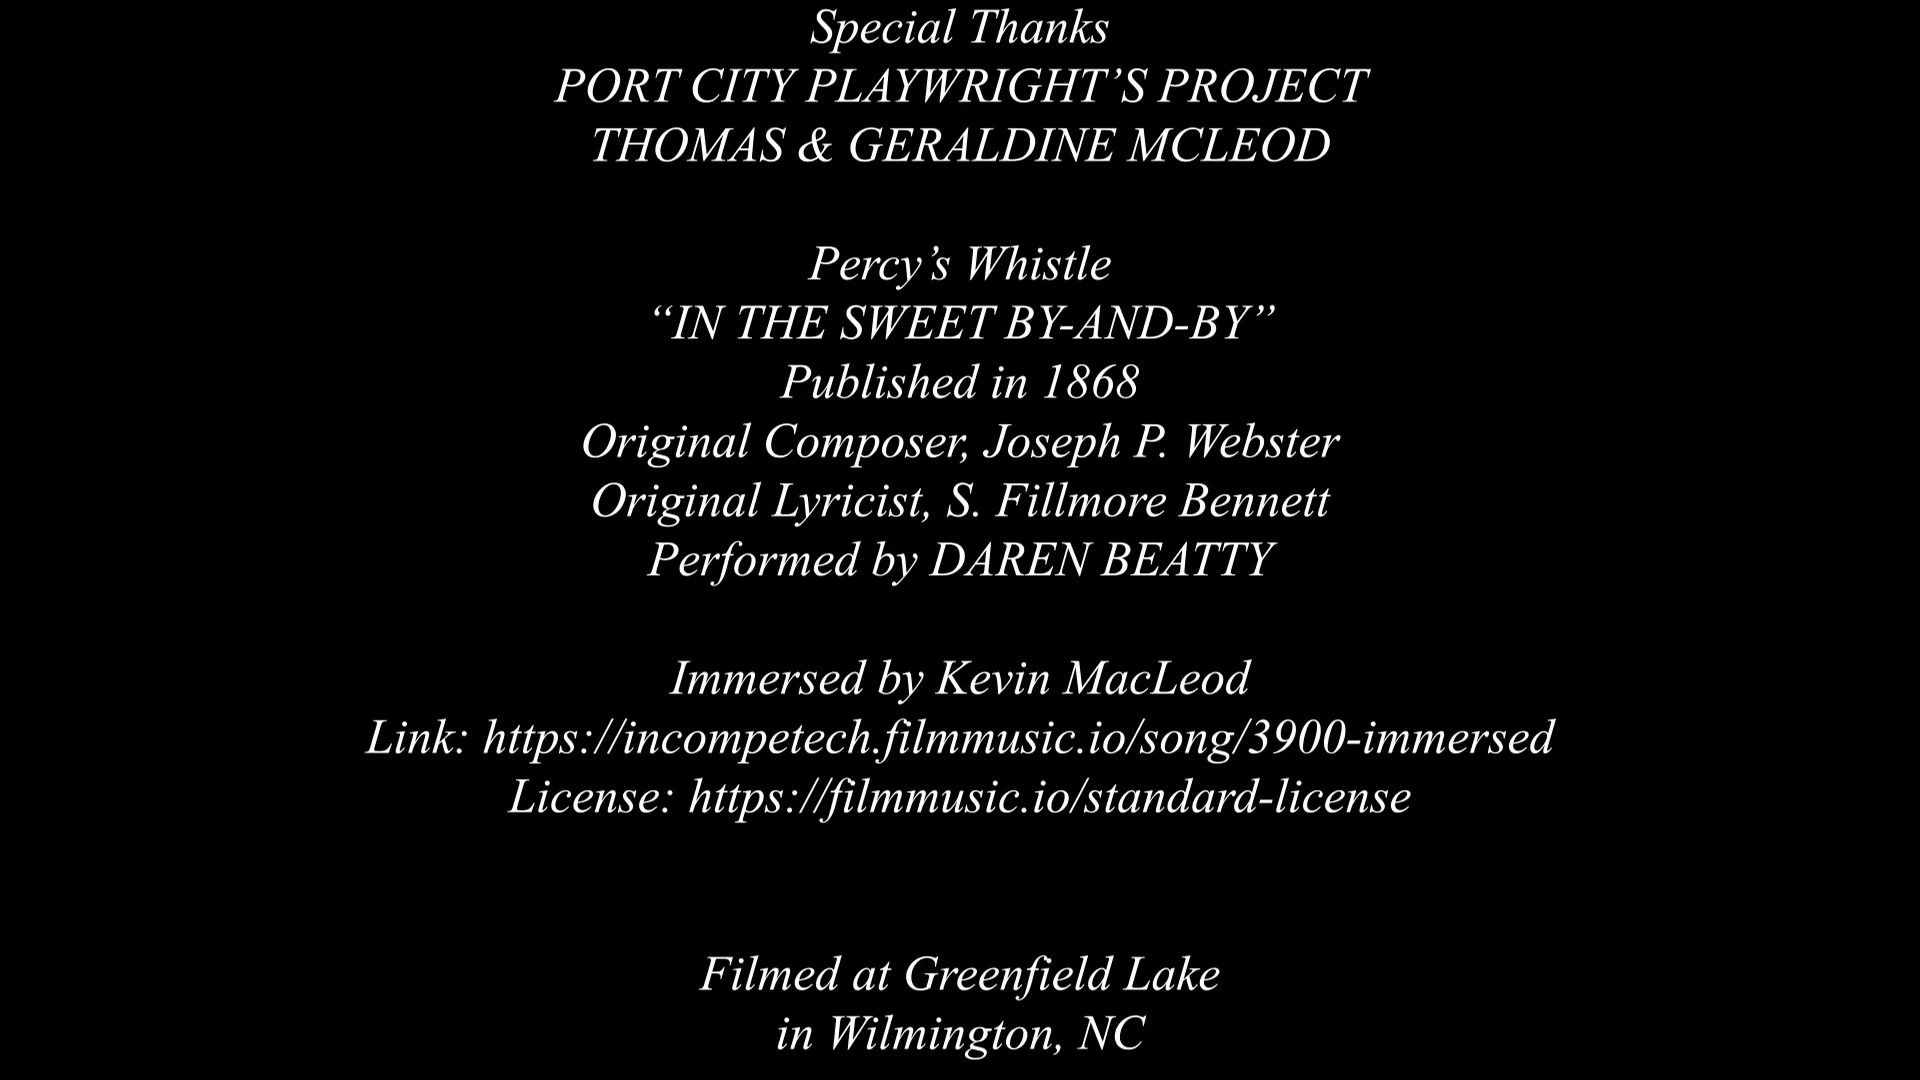 Special Thanks
PORT CITY PLAYWRIGHT’S PROJECT
THOMAS & GERALDINE MCLEOD
Percy’s Whistle
“IN THE SWEET BY-AND-BY”
Published in 1868
Original Composer, Joseph P. Webster
Original Lyricist, S. Fillmore Bennett
Performed by DAREN BEATTY
Immersed by Kevin MacLeod
Link: https://incompetech.filmmusic.io/song/3900-immersed
License: https://filmmusic.io/standard-license
Filmed at Greenfield Lake
in Wilmington, NC